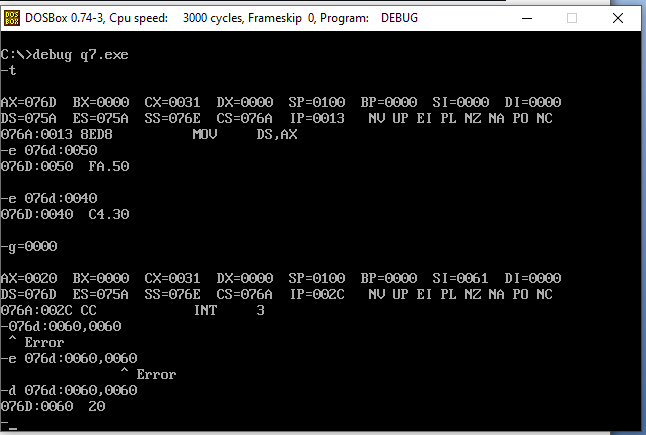 DOS
BOX
DOSBox 0.74-3, Cpu speed: 3000 cycles, Frameskip 0, Program: DEBUG
C:\>debug q7.exe
-t
AX=076D BX=0000 CX=0031 DX=0000 SP=0100 BP=0000 SI=0000 DI=0000
DS=075A ES=075A SS=076E CS=076A IP=0013 NV UP EI PL NZ NA PO NC
076A:0013 8ED8 MOV DS,AX
-e 076d:0050
076D:0050 FA.50
-e 076d:0040
076D:0040 C4.30
-g=0000
AX=0020 BX=0000 CX=0031 DX=0000 SP=0100 BP=0000 SI=0061 DI=0000
DS=076D ES=075A SS=076E CS=076A IP=002C NV UP EI PL NZ NA PO NC
076A:002C CC INT 3
-076d:0060,0060
^ Error
-e 076d:0060,0060
^ Error
-d 076d:0060,0060
076D:0060 20
-_